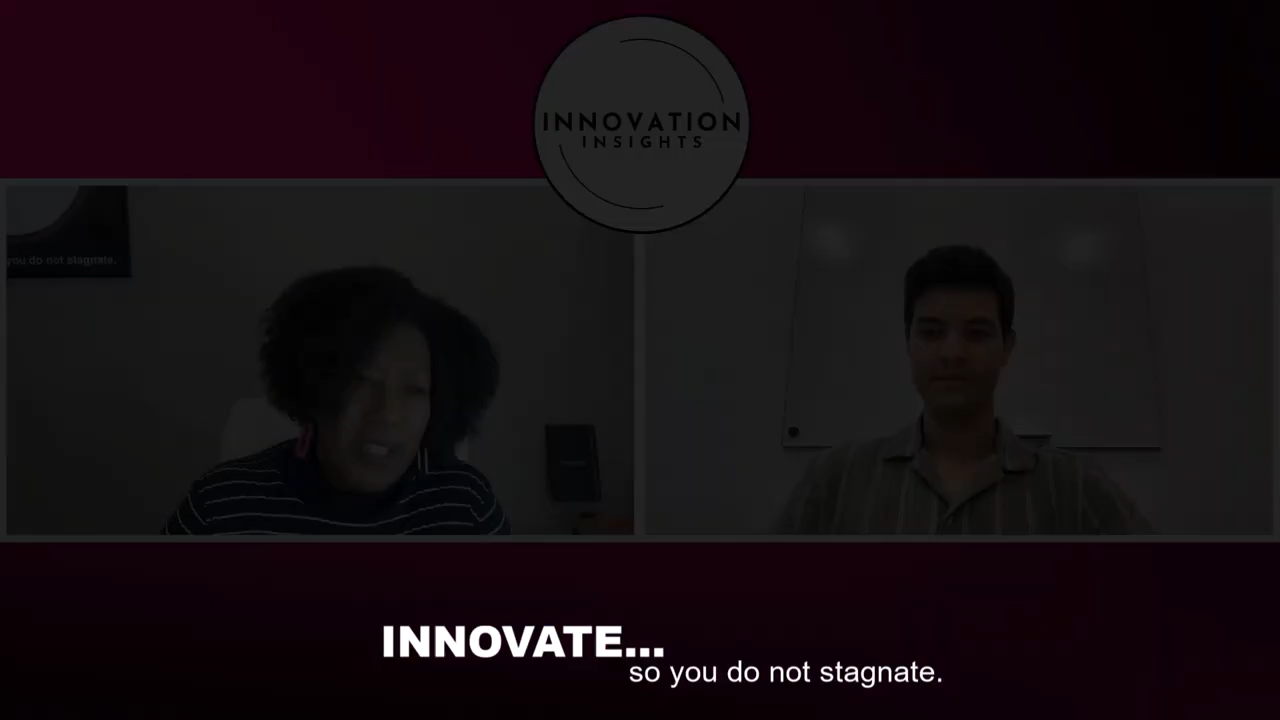 INNOVATION
INSIGHTS
you do not stagnate.
INNOVATE...
so you do not stagnate.